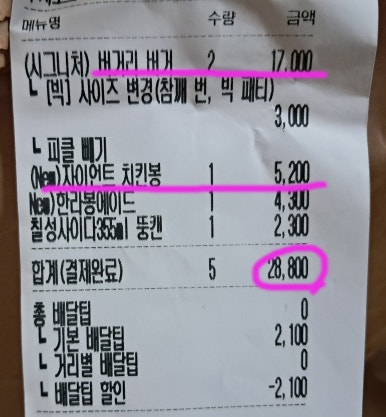 메뉴명 수량 금액
(시그니처) 버거리 버거 2 17,000
┗ [빅] 사이즈 변경(참깨 번, 빅 패티)
3,000
┗ 피클 빼기
(New)자이언트 치킨봉 1 5,200
New)한라봉에이드 1 4,300
칠성사이다355ml 뚱캔 1 2,300
합계(결제완료) 5 28,800
총 배달팁 0
┗ 기본 배달팁 2,100
┗ 거리별 배달팁 0
┗ 배달팁 할인 -2,100